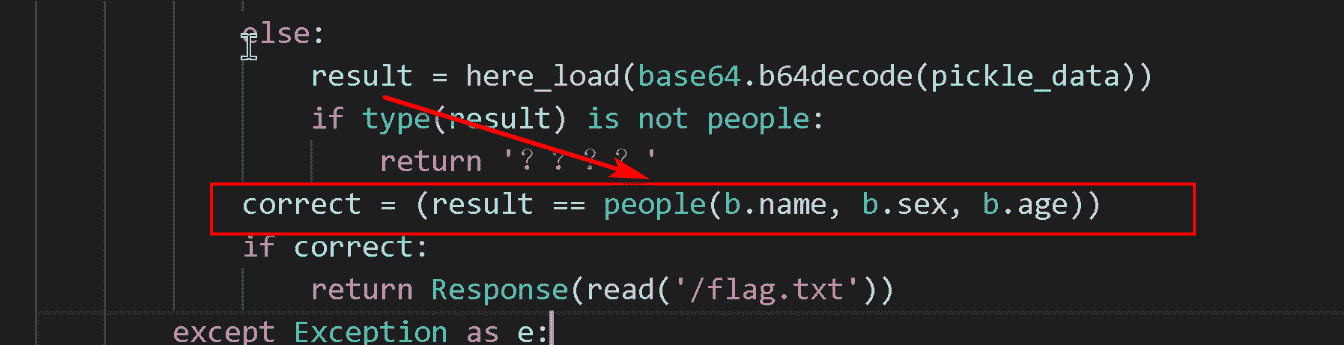 else:
result = here_load(base64.b64decode(pickle_data))
if type(result) is not people:
return '？？？？'
correct = (result == people(b.name, b.sex, b.age))
if correct:
return Response(read('/flag.txt'))
except Exception as e: